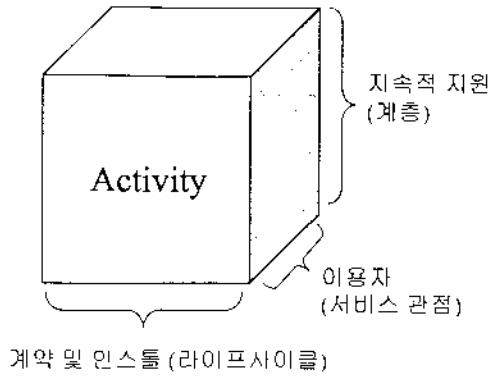 지속적 지원
(계층)
Activity
이용자
(서비스 관점)
계약 및 인스톨 (라이프사이클)